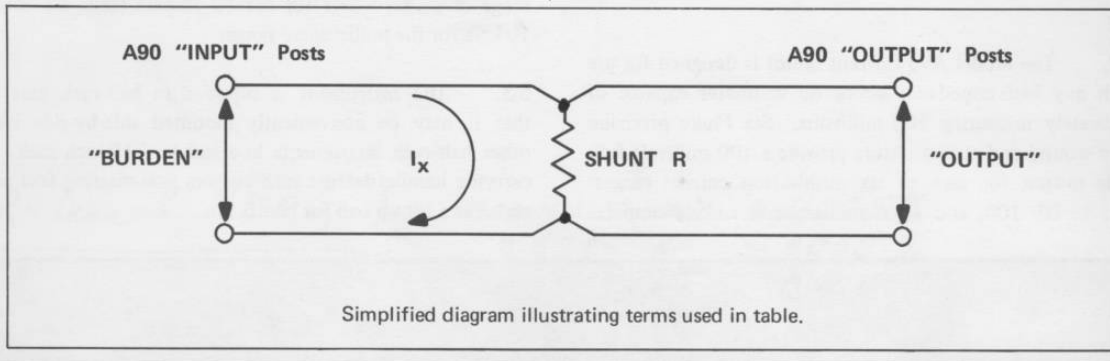 A90 "INPUT" Posts
A90 "OUTPUT" Posts
"BURDEN"
Ix
SHUNT R
"OUTPUT"
Simplified diagram illustrating terms used in table.